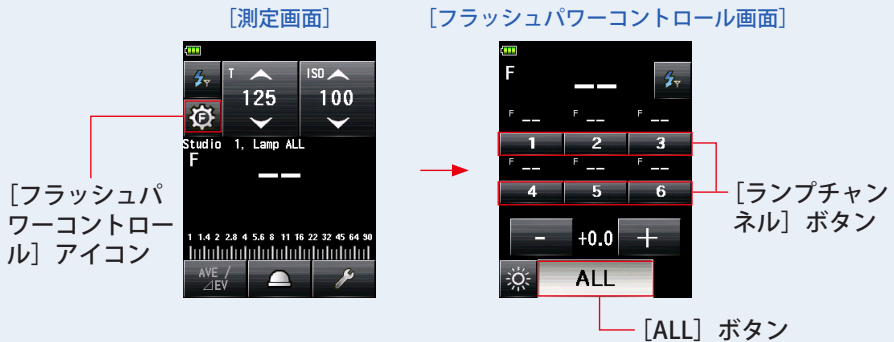 [測定画面]
[フラッシュパワーコントロール画面]
T
125
ISO
100
F
Studio 1, Lamp ALL
F
--
1 1.4 2 2.8 4 5.6 8 11 16 22 32 45 64 90
AVE /
⊿EV
[フラッシュパ
ワーコントロー
ル] アイコン
F
--
F -- F -- F --
1 2 3
F -- F -- F --
4 5 6
- +0.0 +
ALL
[ランプチャン
ネル] ボタン
[ALL] ボタン